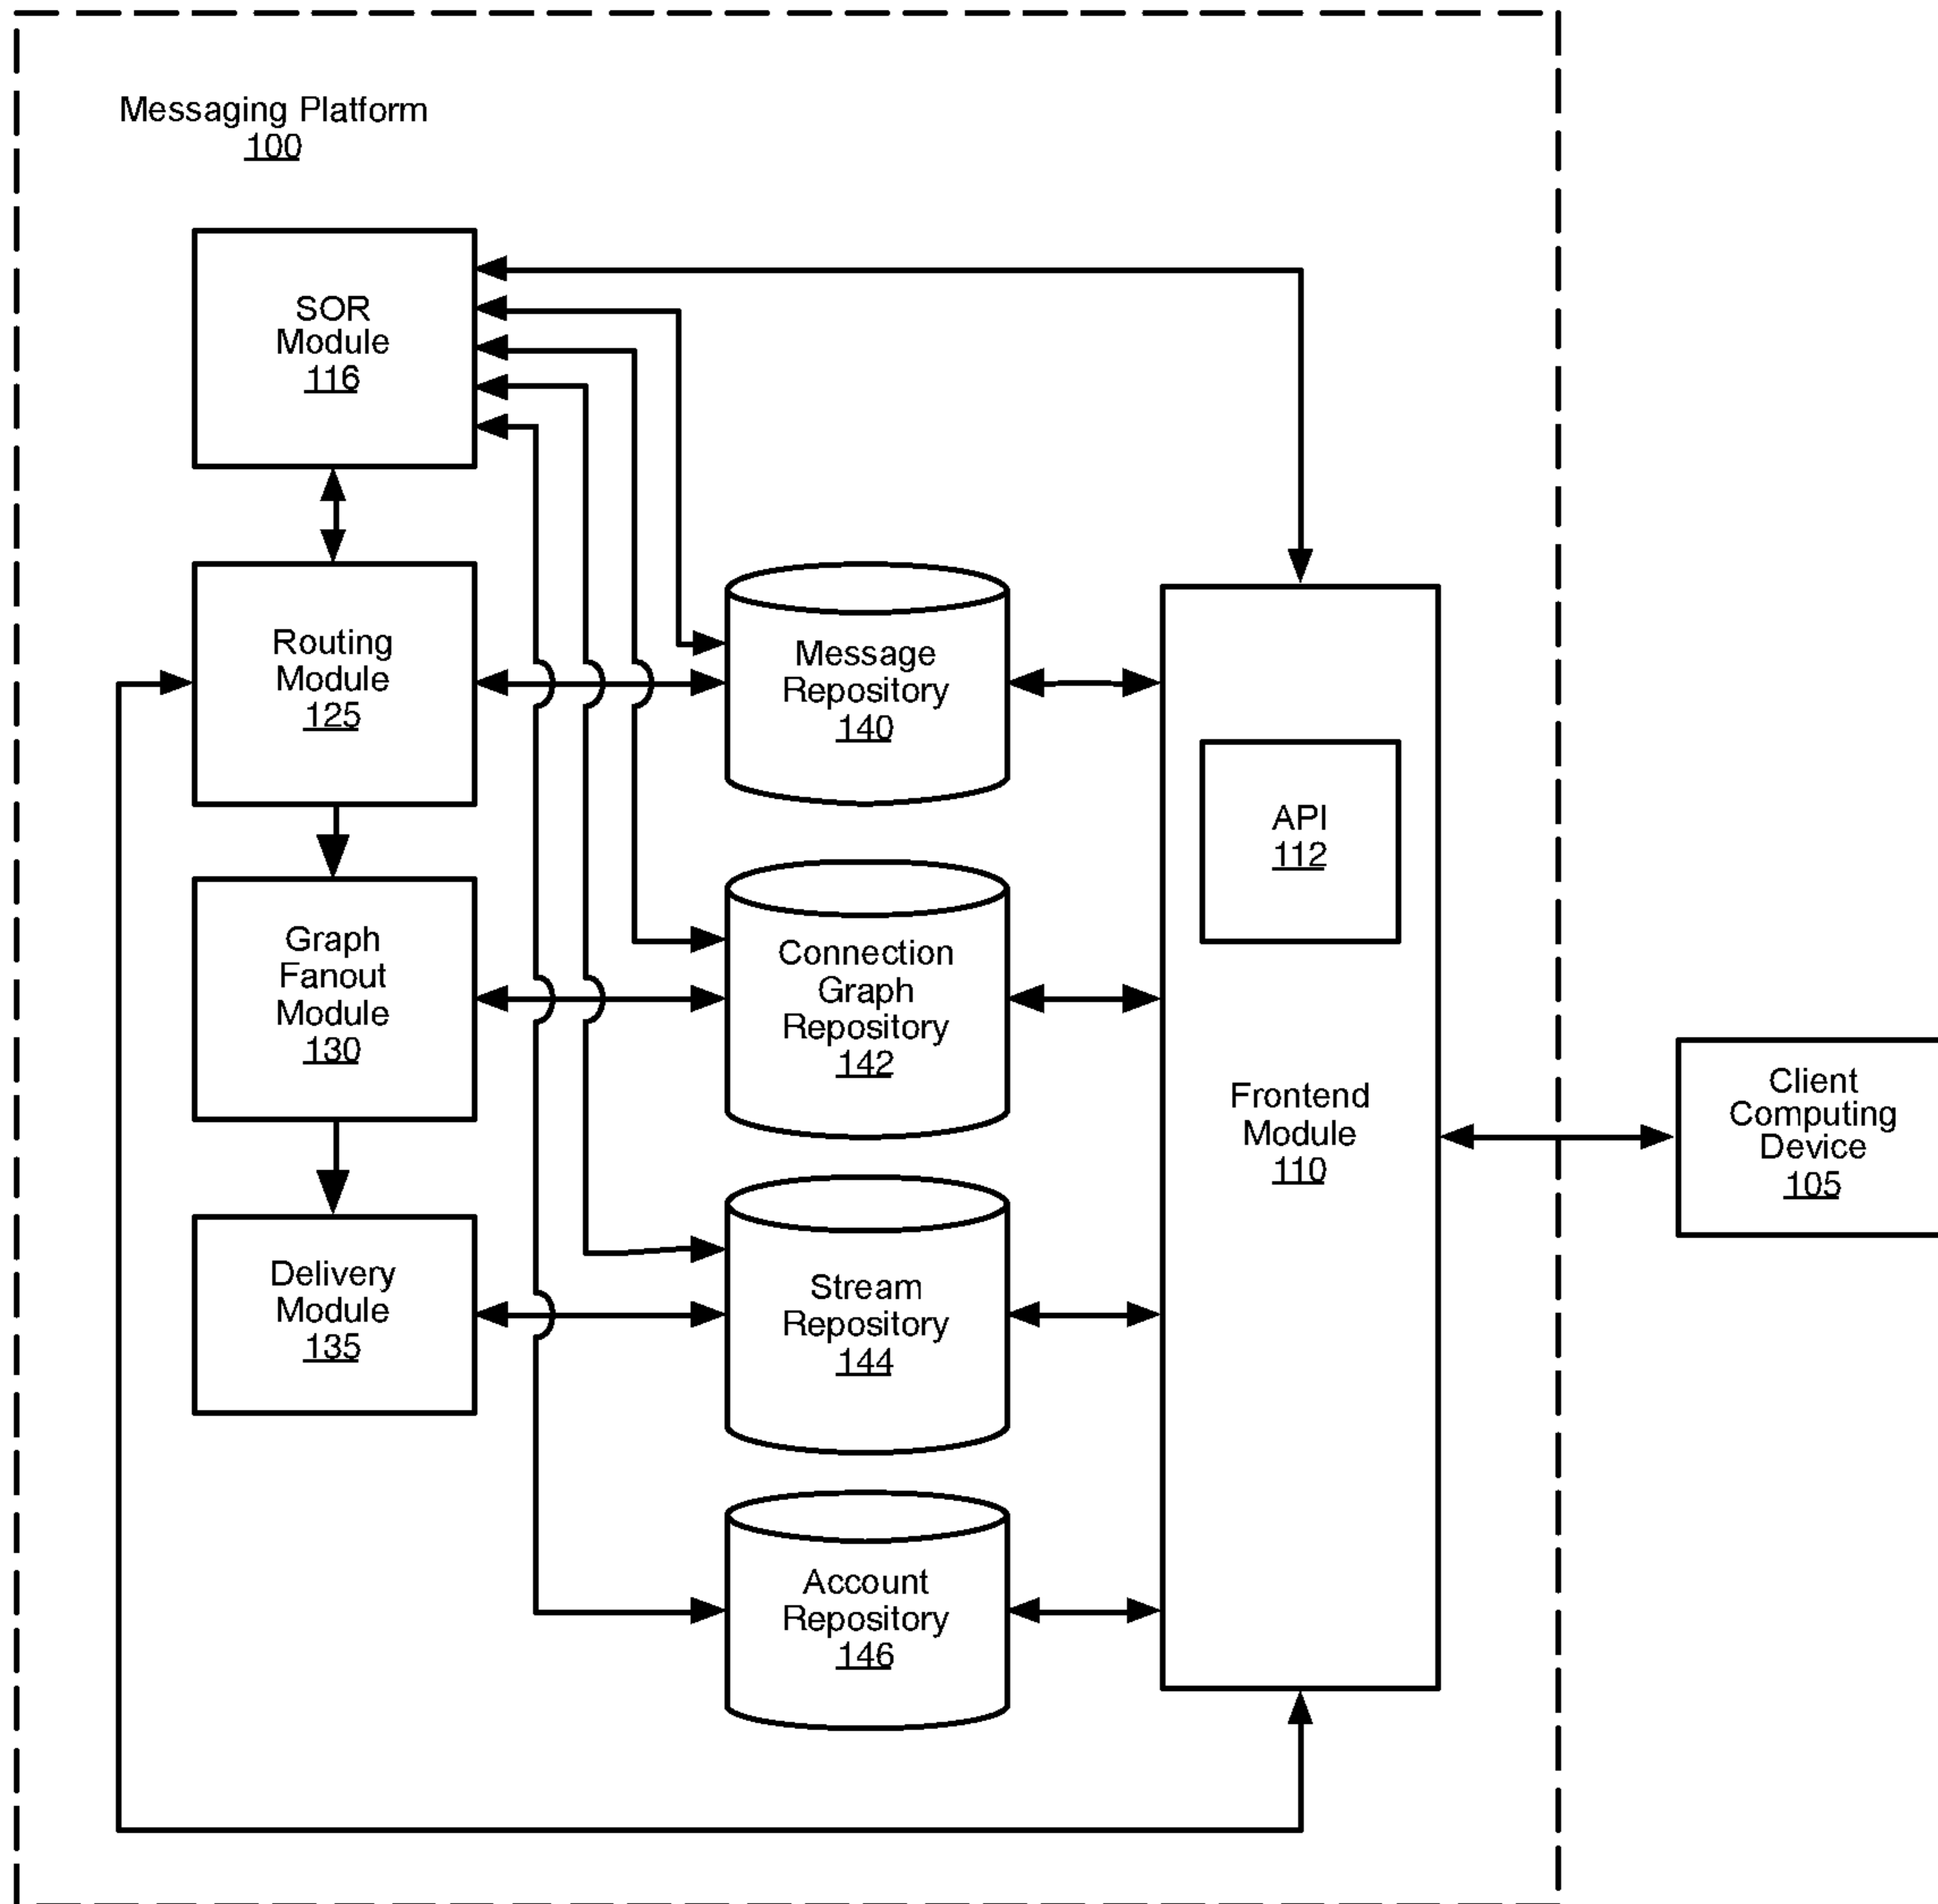 Messaging Platform
100
SOR
Module
116
Routing
Module
125
Graph
Fanout
Module
130
Delivery
Module
135
Message
Repository
140
Connection
Graph
Repository
142
Stream
Repository
144
Account
Repository
146
API
112
Frontend
Module
110
Client
Computing
Device
105